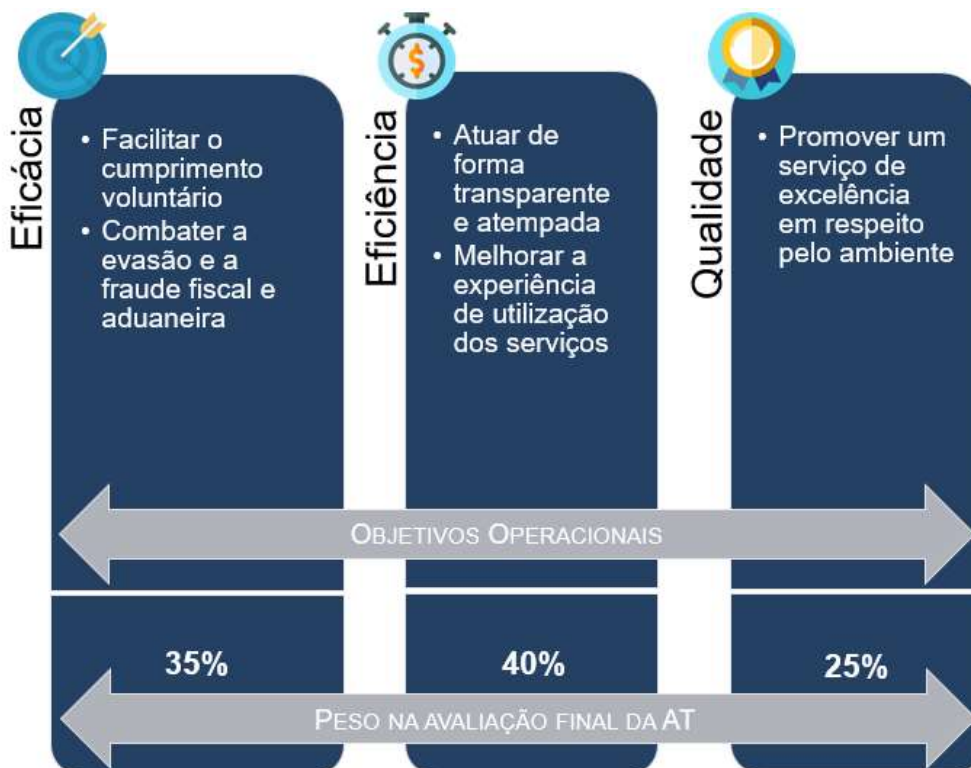 Eficácia
• Facilitar o
cumprimento
voluntário
• Combater a
evasão e a
fraude fiscal e
aduaneira
Eficiência
$
• Atuar de
forma
transparente
e atempada
• Melhorar a
experiência
de utilização
dos serviços
Qualidade
• Promover um
serviço de
excelência
em respeito
pelo ambiente
OBJETIVOS OPERACIONAIS
35%
40%
25%
PESO NA AVALIAÇÃO FINAL DA AT